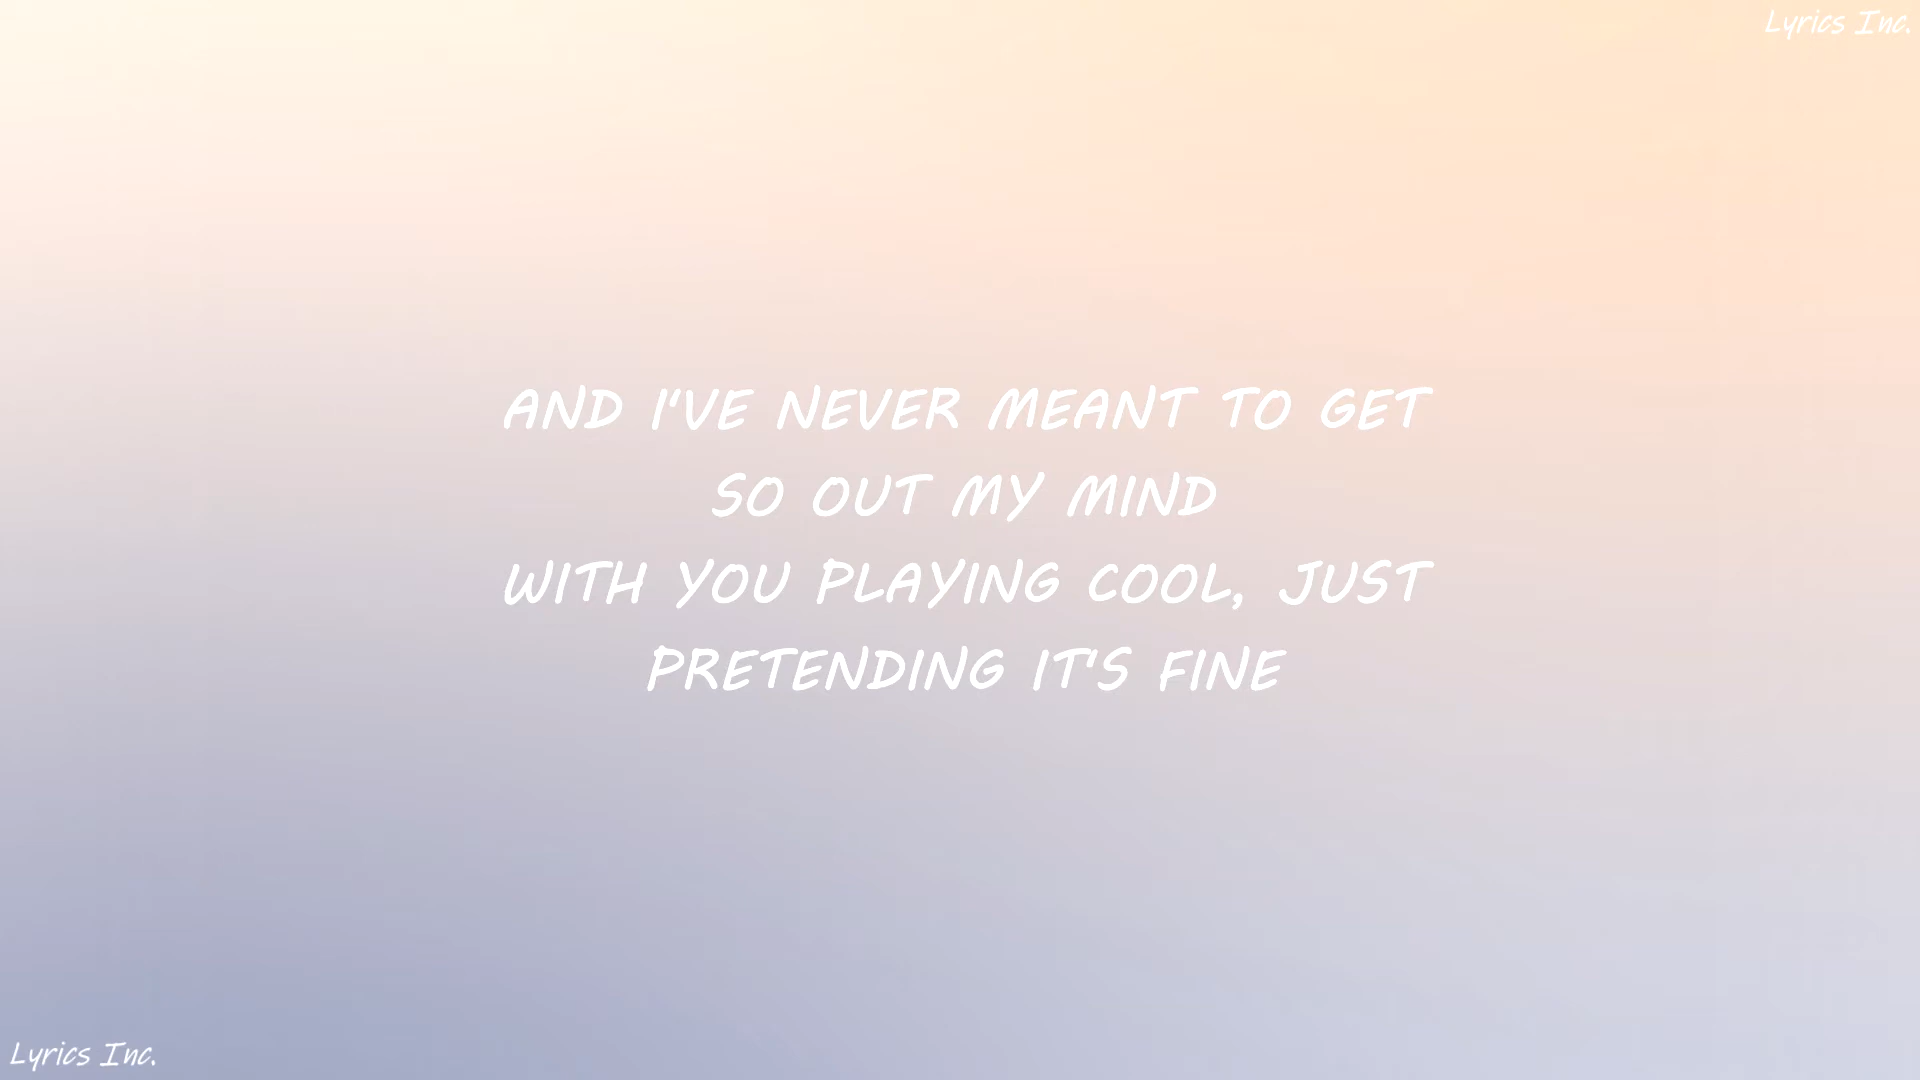 Lyrics Inc.
AND I'VE NEVER MEANT TO GET
SO OUT MY MIND
WITH YOU PLAYING COOL, JUST
PRETENDING IT'S FINE
Lyrics Inc.